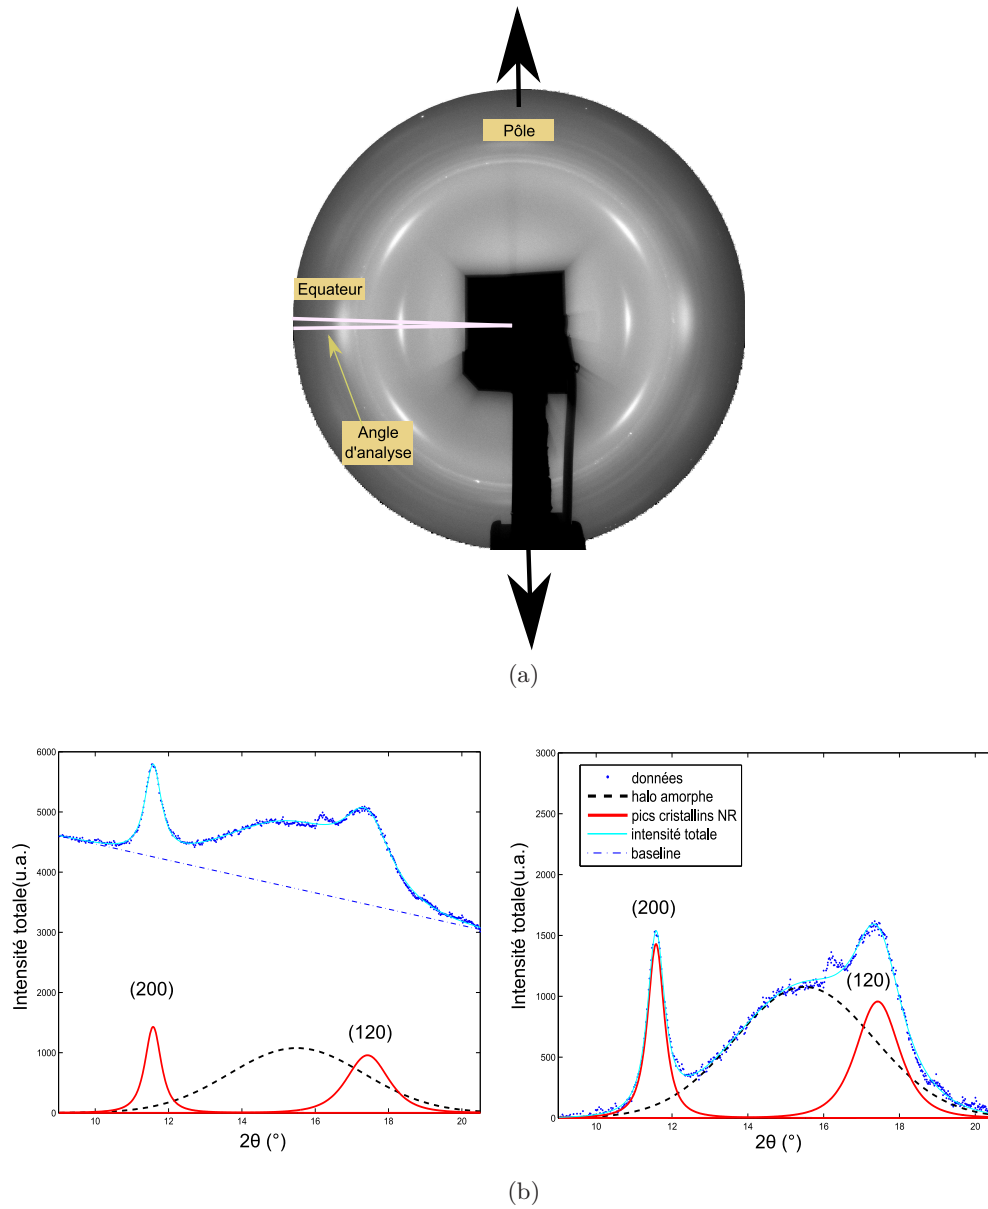 Pôle
Equateur
Angle
d'analyse
(a)
6000
5000
4000
3000
2000
1000
0
Intensité totale(u.a.)
(200)
(120)
10
12
14
16
18
20
2θ (°)
3000
2500
2000
1500
1000
500
0
Intensité totale(u.a.)
données
halo amorphe
pics cristallins NR
intensité totale
baseline
(200)
(120)
10
12
14
16
18
20
2θ (°)
(b)